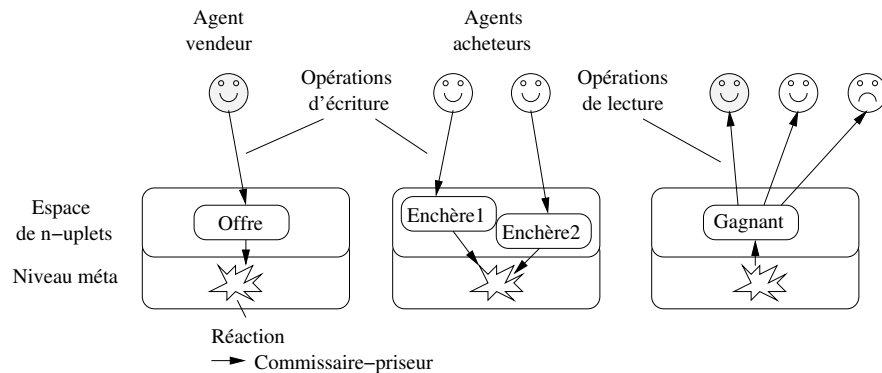 Agent
vendeur
Agents
acheteurs
Opérations
d'écriture
Opérations
de lecture
Espace
de n−uplets
Offre
Enchère1
Enchère2
Gagnant
Niveau méta
Réaction
Commissaire−priseur